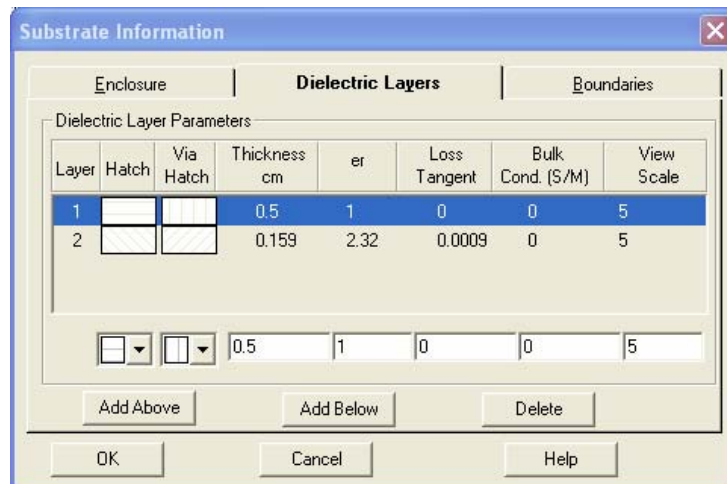 Substrate Information
Enclosure Dielectric Layers Boundaries
Dielectric Layer Parameters
Layer Hatch Via Hatch Thickness cm er Loss Tangent Bulk Cond. (S/M) View Scale
1 0.5 1 0 0 5
2 0.159 2.32 0.0009 0 5
0.5 1 0 0 5
Add Above Add Below Delete
OK Cancel Help